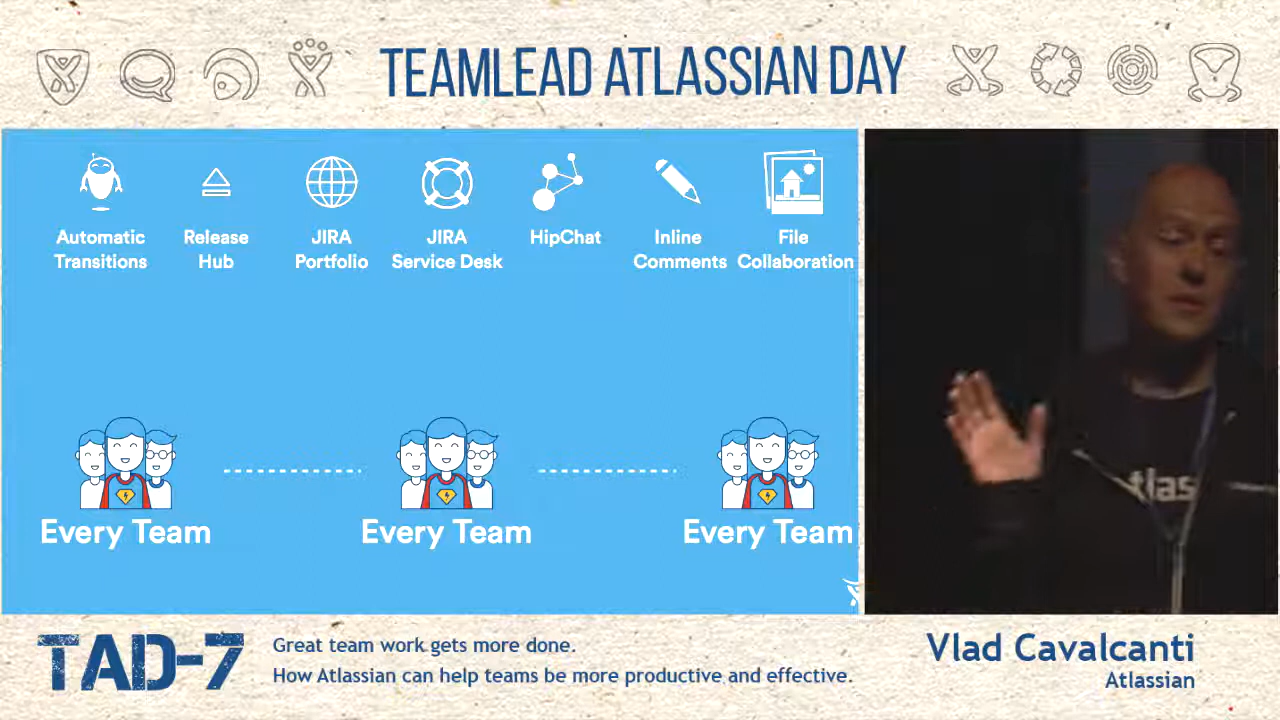 TEAMLEAD ATLASSIAN DAY
Automatic
Transitions
Release
Hub
JIRA
Portfolio
JIRA
Service Desk
HipChat
Inline
Comments
File
Collaboration
Every Team
Every Team
Every Team
tlas
TAD-7
Great team work gets more done.
How Atlassian can help teams be more productive and effective.
Vlad Cavalcanti
Atlassian